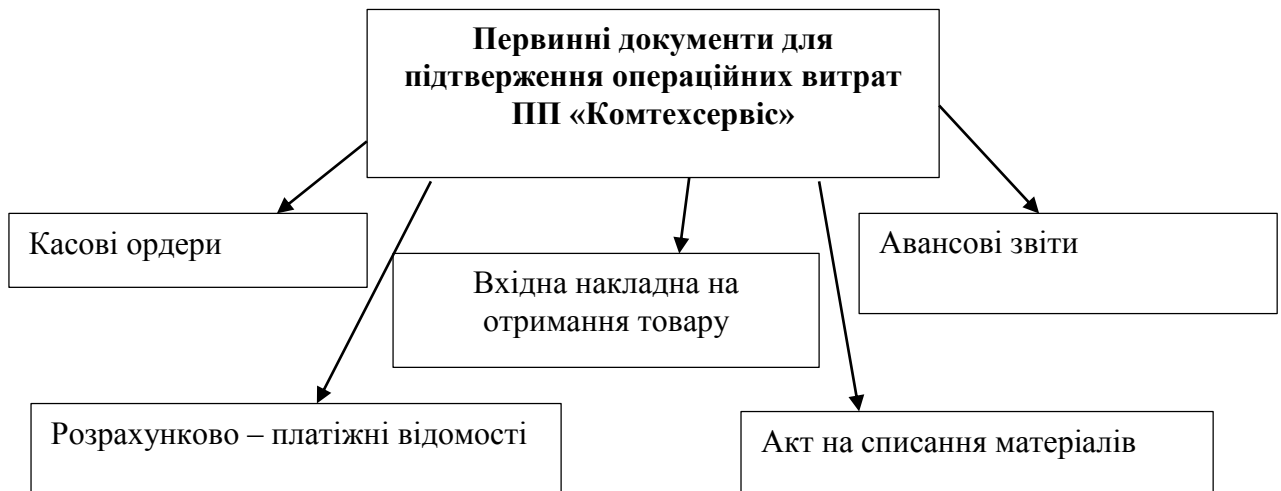 Первинні документи для
підтверження операційних витрат
ПП «Комтехсервіс»
Касові ордери
Авансові звіти
Вхідна накладна на
отримання товару
Розрахунково – платіжні відомості
Акт на списання матеріалів